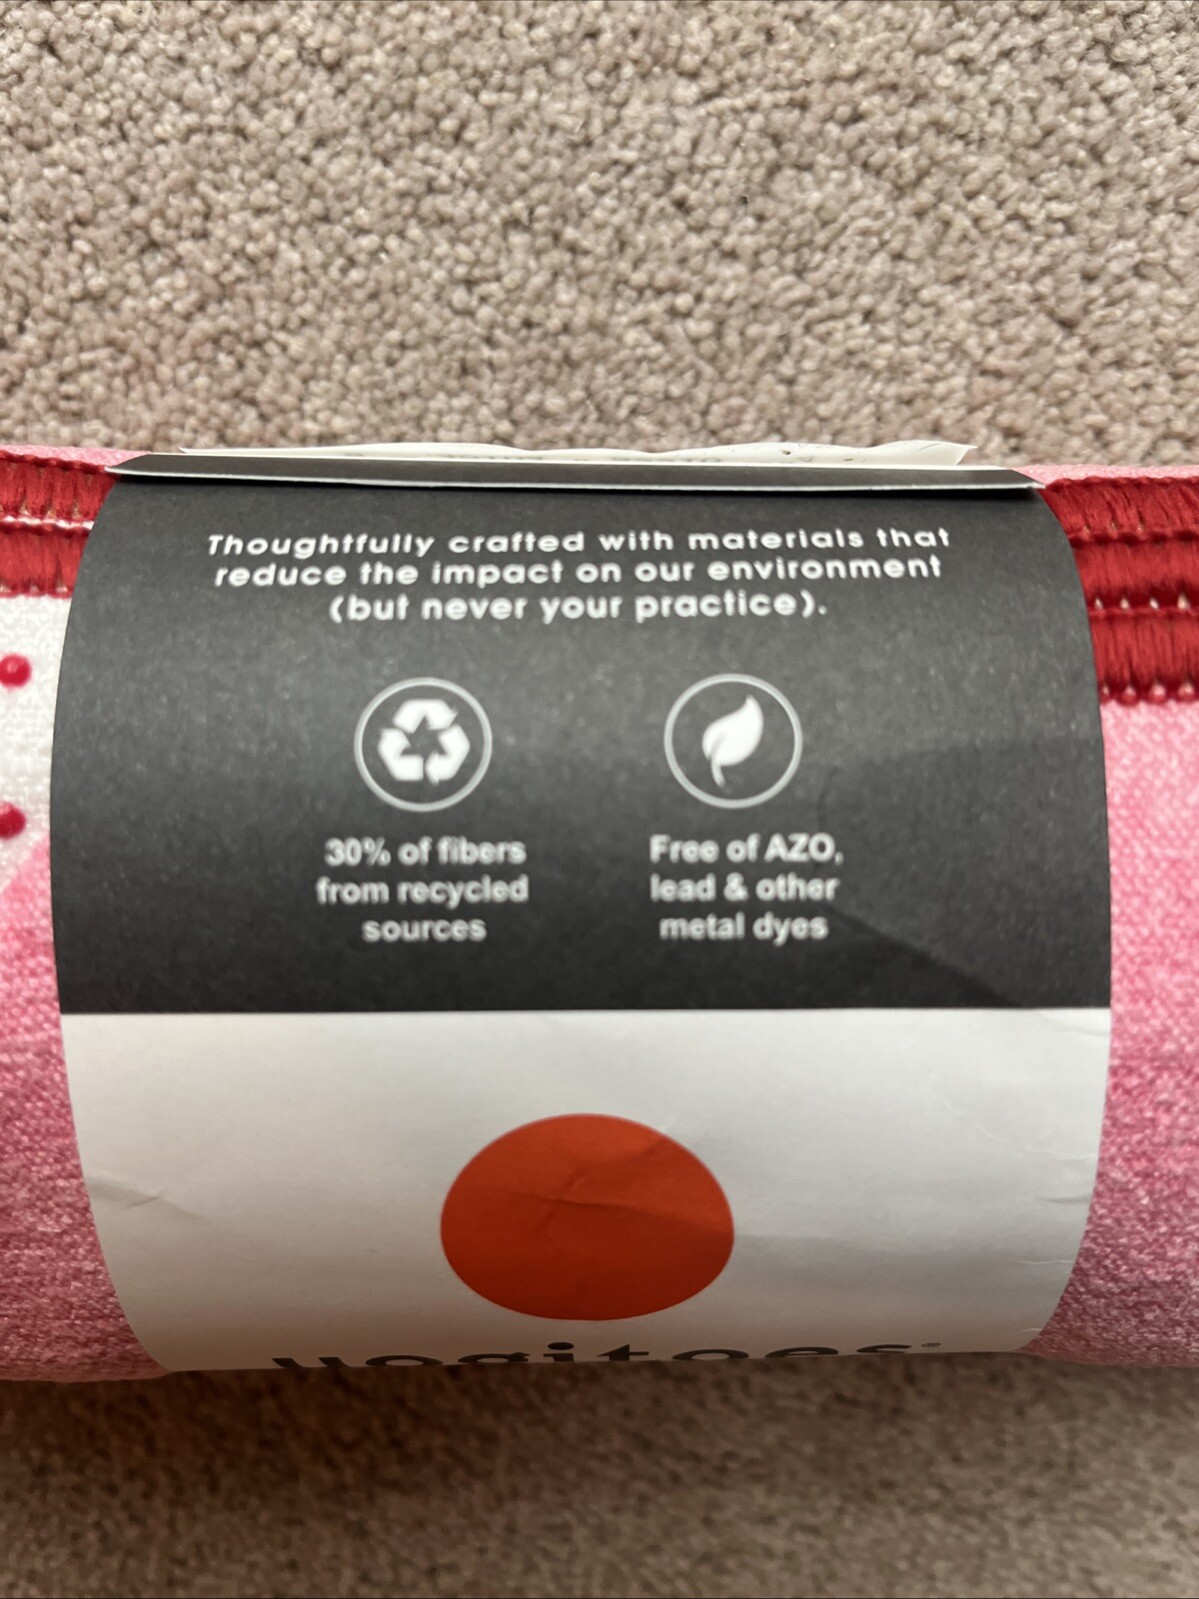 Thoughtfully crafted with materials that
reduce the impact on our environment
(but never your practice).
30% of fibers
from recycled
sources
Free of AZO,
lead & other
metal dyes
yogitoes®